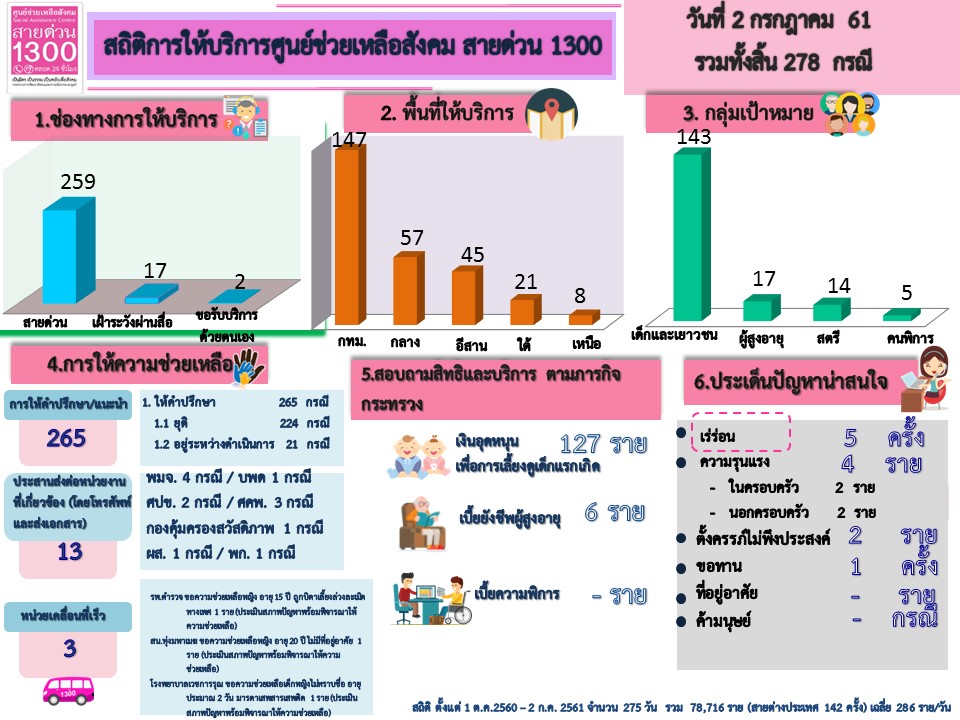 ศูนย์ช่วยเหลือสังคม
Social Assistance Centre
สายด่วน
1300
ตลอด 24 ชั่วโมง
สถิติการให้บริการศูนย์ช่วยเหลือสังคม สายด่วน 1300
วันที่ 2 กรกฎาคม 61
รวมทั้งสิ้น 278 กรณี
1.ช่องทางการให้บริการ
259
17
2
สายด่วน
เฝ้าระวังผ่านสื่อ
ขอรับบริการ
ด้วยตนเอง
2. พื้นที่ให้บริการ
147
57
45
21
8
กทม.
กลาง
อีสาน
ใต้
เหนือ
3. กลุ่มเป้าหมาย
143
17
14
5
เด็กและเยาวชน
ผู้สูงอายุ
สตรี
คนพิการ
4.การให้ความช่วยเหลือ
การให้คำปรึกษา/แนะนำ
265
1. ให้คำปรึกษา 265 กรณี
1.1 ยุติ 224 กรณี
1.2 อยู่ระหว่างดำเนินการ 21 กรณี
ประสานส่งต่อหน่วยงาน
ที่เกี่ยวข้อง (โดยโทรศัพท์
และส่งเอกสาร)
13
พมจ. 4 กรณี / บพด 1 กรณี
ศปข. 2 กรณี / ศคพ. 3 กรณี
กองคุ้มครองสวัสดิภาพ 1 กรณี
ผส. 1 กรณี / พก. 1 กรณี
หน่วยเคลื่อนที่เร็ว
3
1300
รพ.ตำรวจ ขอความช่วยเหลือหญิง อายุ 15 ปี ถูกบิดาเลี้ยงล่วงละเมิด
ทางเพศ 1 ราย (ประเมินสภาพปัญหาพร้อมพิจารณาให้
ความช่วยเหลือ)
สน.ทุ่งมหาเมฆ ขอความช่วยเหลือหญิง อายุ 20 ปี ไม่มีที่อยู่อาศัย 1
ราย (ประเมินสภาพปัญหาพร้อมพิจารณาให้ความ
ช่วยเหลือ)
โรงพยาบาลเวชการรุณ ขอความช่วยเหลือเด็กหญิงไม่ทราบชื่อ อายุ
ประมาณ 2 วัน มารดาเสพสารเสพติด 1 ราย (ประเมิน
สภาพปัญหาพร้อมพิจารณาให้ความช่วยเหลือ)
5.สอบถามสิทธิและบริการ ตามภารกิจ
กระทรวง
เงินอุดหนุน 127 ราย
เพื่อการเลี้ยงดูเด็กแรกเกิด
เบี้ยยังชีพผู้สูงอายุ 6 ราย
เบี้ยความพิการ - ราย
6.ประเด็นปัญหาน่าสนใจ
เร่ร่อน 5 ครั้ง
ความรุนแรง 4 ราย
- ในครอบครัว 2 ราย
- นอกครอบครัว 2 ราย
ตั้งครรภ์ไม่พึงประสงค์ 2 ราย
ขอทาน 1 ครั้ง
ที่อยู่อาศัย - ราย
ค้ามนุษย์ - กรณี
สถิติ ตั้งแต่ 1 ต.ค.2560 – 2 ก.ค. 2561 จำนวน 275 วัน รวม 78,716 ราย (สายต่างประเทศ 142 ครั้ง) เฉลี่ย 286 ราย/วัน